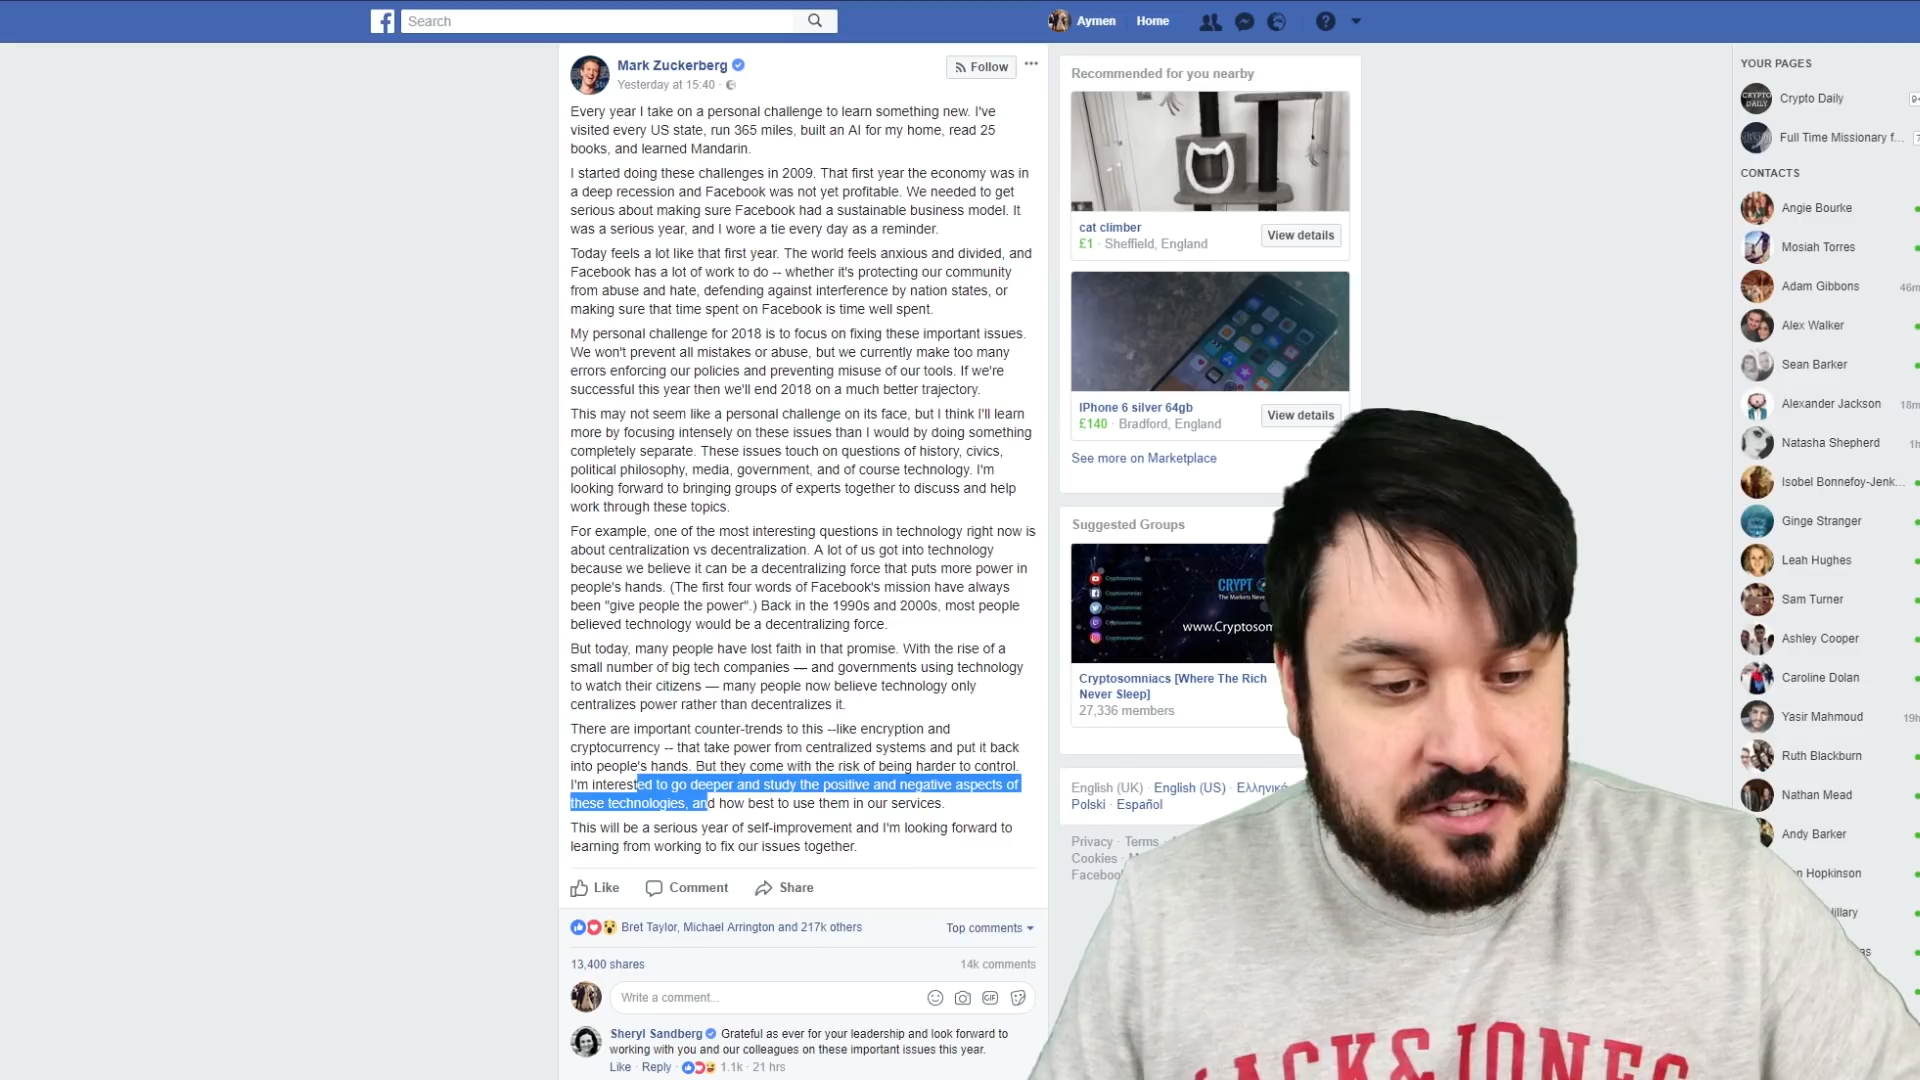 Search
Aymen
Home
Mark Zuckerberg
Yesterday at 15:40 ·
Follow
Every year I take on a personal challenge to learn something new. I've
visited every US state, run 365 miles, built an AI for my home, read 25
books, and learned Mandarin.
I started doing these challenges in 2009. That first year the economy was in
a deep recession and Facebook was not yet profitable. We needed to get
serious about making sure Facebook had a sustainable business model. It
was a serious year, and I wore a tie every day as a reminder.
Today feels a lot like that first year. The world feels anxious and divided, and
Facebook has a lot of work to do -- whether it's protecting our community
from abuse and hate, defending against interference by nation states, or
making sure that time spent on Facebook is time well spent.
My personal challenge for 2018 is to focus on fixing these important issues.
We won't prevent all mistakes or abuse, but we currently make too many
errors enforcing our policies and preventing misuse of our tools. If we're
successful this year then we'll end 2018 on a much better trajectory.
This may not seem like a personal challenge on its face, but I think I'll learn
more by focusing intensely on these issues than I would by doing something
completely separate. These issues touch on questions of history, civics,
political philosophy, media, government, and of course technology. I'm
looking forward to bringing groups of experts together to discuss and help
work through these topics.
For example, one of the most interesting questions in technology right now is
about centralization vs decentralization. A lot of us got into technology
because we believe it can be a decentralizing force that puts more power in
people's hands. (The first four words of Facebook's mission have always
been "give people the power".) Back in the 1990s and 2000s, most people
believed technology would be a decentralizing force.
But today, many people have lost faith in that promise. With the rise of a
small number of big tech companies — and governments using technology
to watch their citizens — many people now believe technology only
centralizes power rather than decentralizes it.
There are important counter-trends to this --like encryption and
cryptocurrency -- that take power from centralized systems and put it back
into people's hands. But they come with the risk of being harder to control.
I'm interested to go deeper and study the positive and negative aspects of
these technologies, and how best to use them in our services.
This will be a serious year of self-improvement and I'm looking forward to
learning from working to fix our issues together.
Like
Comment
Share
Bret Taylor, Michael Arrington and 217k others
Top comments
13,400 shares
14k comments
Write a comment...
GIF
Sheryl Sandberg Grateful as ever for your leadership and look forward to
working with you and our colleagues on these important issues this year.
Like · Reply · 1.1k · 21 hrs
Recommended for you nearby
cat climber
£1 · Sheffield, England
View details
IPhone 6 silver 64gb
£140 · Bradford, England
View details
See more on Marketplace
Suggested Groups
CRYPT
The Markets
www.Cryptosom
Cryptosomniacs [Where The Rich
Never Sleep]
27,336 members
English (UK) · English (US) · Ελληνικά
Polski · Español
Privacy · Terms
Cookies
Facebook
YOUR PAGES
CRYPTO
DAILY
Crypto Daily
Full Time Missionary f...
CONTACTS
Angie Bourke
Mosiah Torres
Adam Gibbons
46m
Alex Walker
Sean Barker
Alexander Jackson
18m
Natasha Shepherd
1h
Isobel Bonnefoy-Jenk...
Ginge Stranger
Leah Hughes
Sam Turner
Ashley Cooper
Caroline Dolan
Yasir Mahmoud
19h
Ruth Blackburn
Nathan Mead
Andy Barker
n Hopkinson
illary
as
ACK & JONES